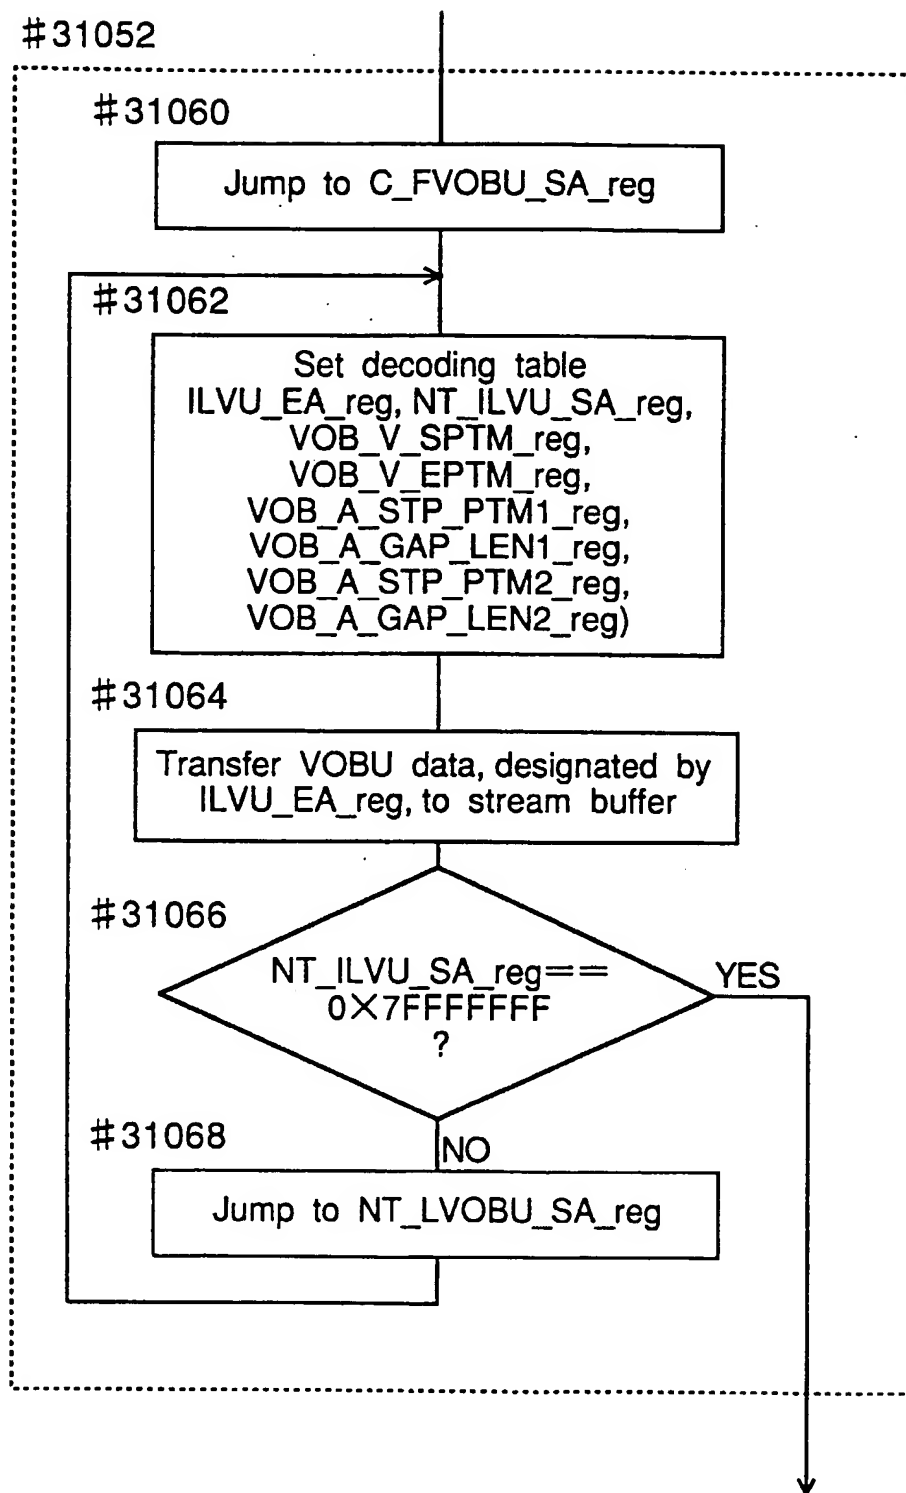 #31052
#31060
Jump to C_FVOBU_SA_reg
#31062
Set decoding table
ILVU_EA_reg, NT_ILVU_SA_reg,
VOB_V_SPTM_reg,
VOB_V_EPTM_reg,
VOB_A_STP_PTM1_reg,
VOB_A_GAP_LEN1_reg,
VOB_A_STP_PTM2_reg,
VOB_A_GAP_LEN2_reg)
#31064
Transfer VOBU data, designated by
ILVU_EA_reg, to stream buffer
#31066
NT_ILVU_SA_reg==
0×7FFFFFFF
?
YES
#31068
NO
Jump to NT_LVOBU_SA_reg